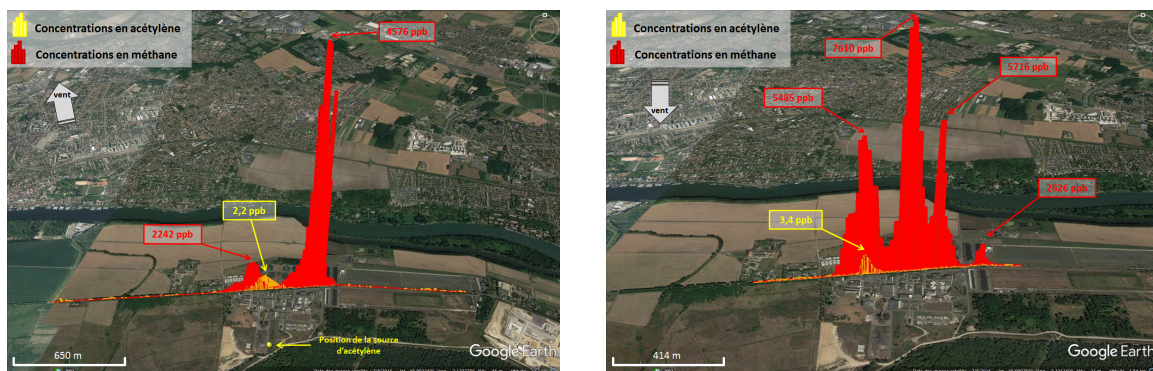 Concentrations en acétylène
Concentrations en méthane
vent
4576 ppb
2,2 ppb
2242 ppb
Position de la source
d'acétylène
650 m
Google Earth
Concentrations en acétylène
Concentrations en méthane
vent
7610 ppb
5716 ppb
5485 ppb
2626 ppb
3,4 ppb
414 m
Google Earth